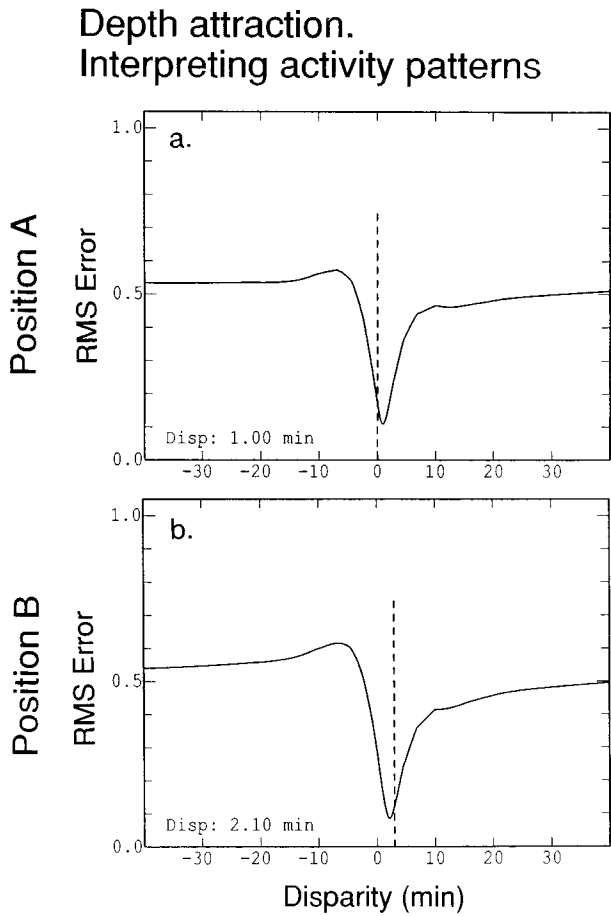 Depth attraction.
Interpreting activity patterns
Position A
RMS Error
a.
1.0
0.5
0.0
Disp: 1.00 min
-30 -20 -10 0 10 20 30
Position B
RMS Error
b.
1.0
0.5
0.0
Disp: 2.10 min
-30 -20 -10 0 10 20 30
Disparity (min)